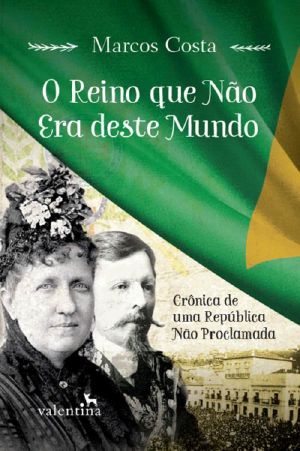 Marcos Costa
O Reino que Não
Era deste Mundo
Crônica de
uma República
Não Proclamada
valentina